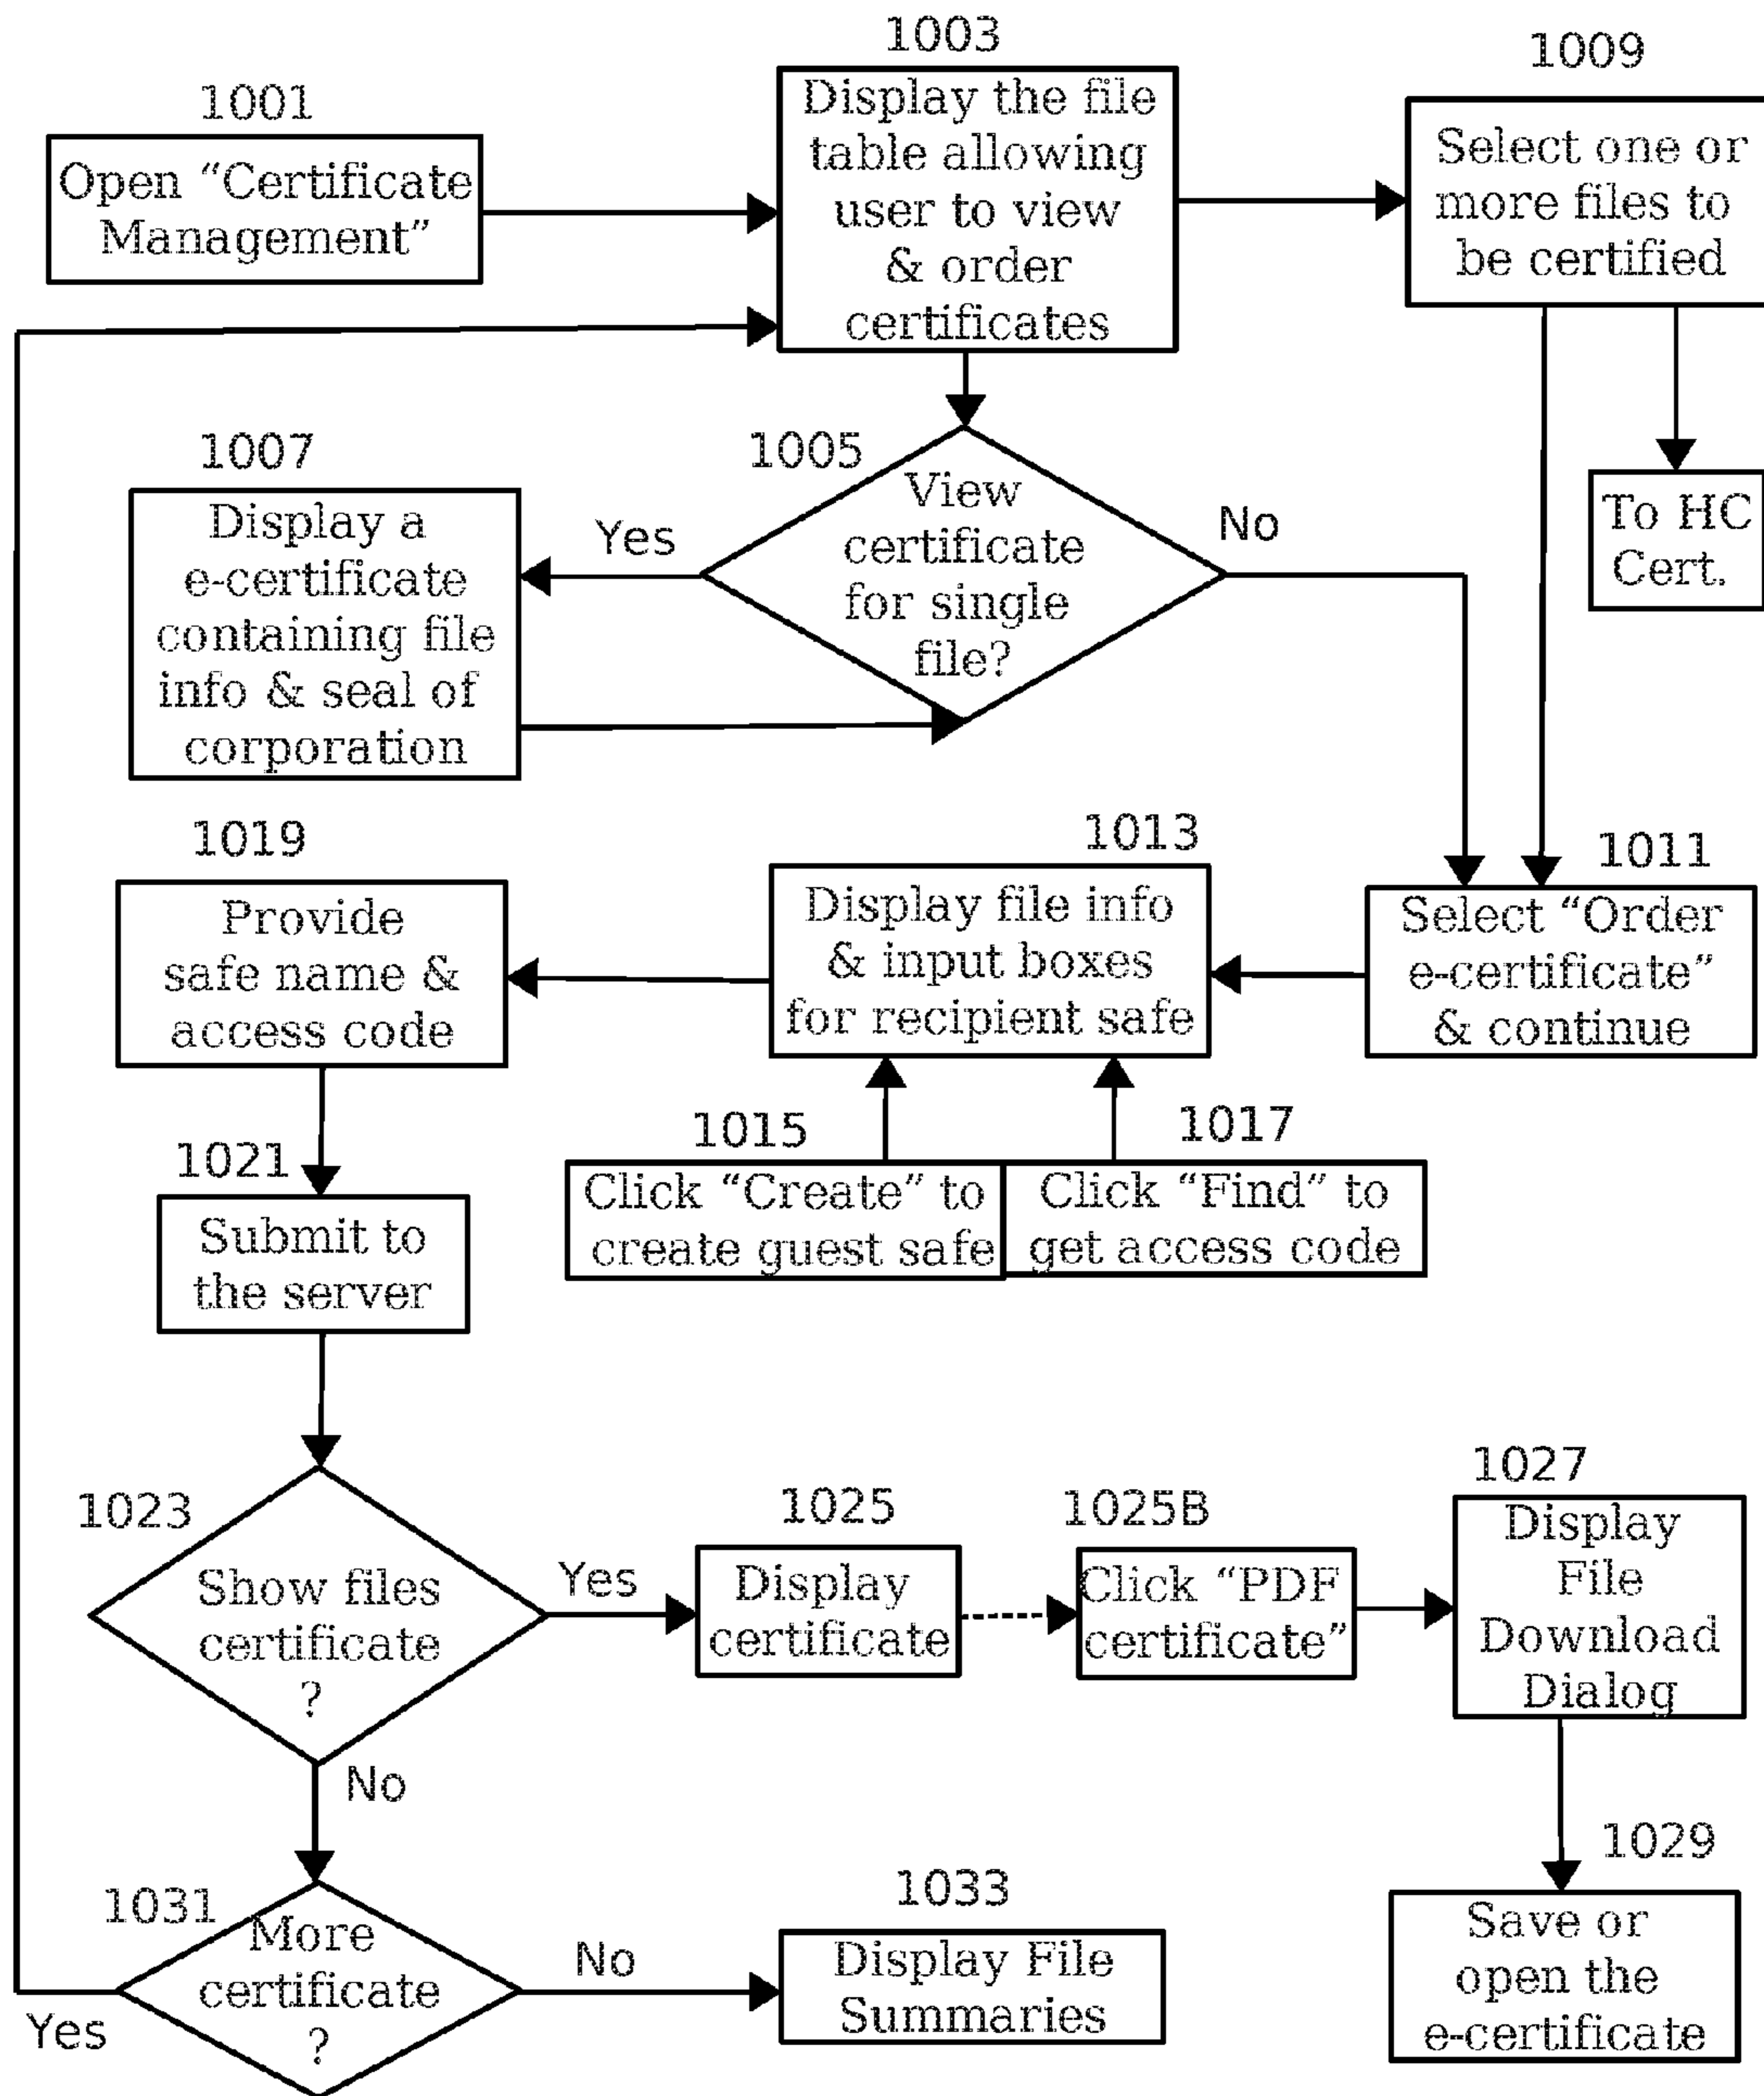 1001
Open “Certificate
Management”
1003
Display the file
table allowing
user to view
& order
certificates
1009
Select one or
more files to
be certified
To HC
Cert.
1005
View
certificate
for single
file?
Yes
No
1007
Display a
e-certificate
containing file
info & seal of
corporation
1011
Select “Order
e-certificate”
& continue
1013
Display file info
& input boxes
for recipient safe
1015
Click “Create” to
create guest safe
1017
Click “Find” to
get access code
1019
Provide
safe name &
access code
1021
Submit to
the server
1023
Show files
certificate
?
Yes
No
1025
Display
certificate
1025B
Click “PDF
certificate”
1027
Display
File
Download
Dialog
1029
Save or
open the
e-certificate
1031
More
certificate
?
Yes
No
1033
Display File
Summaries